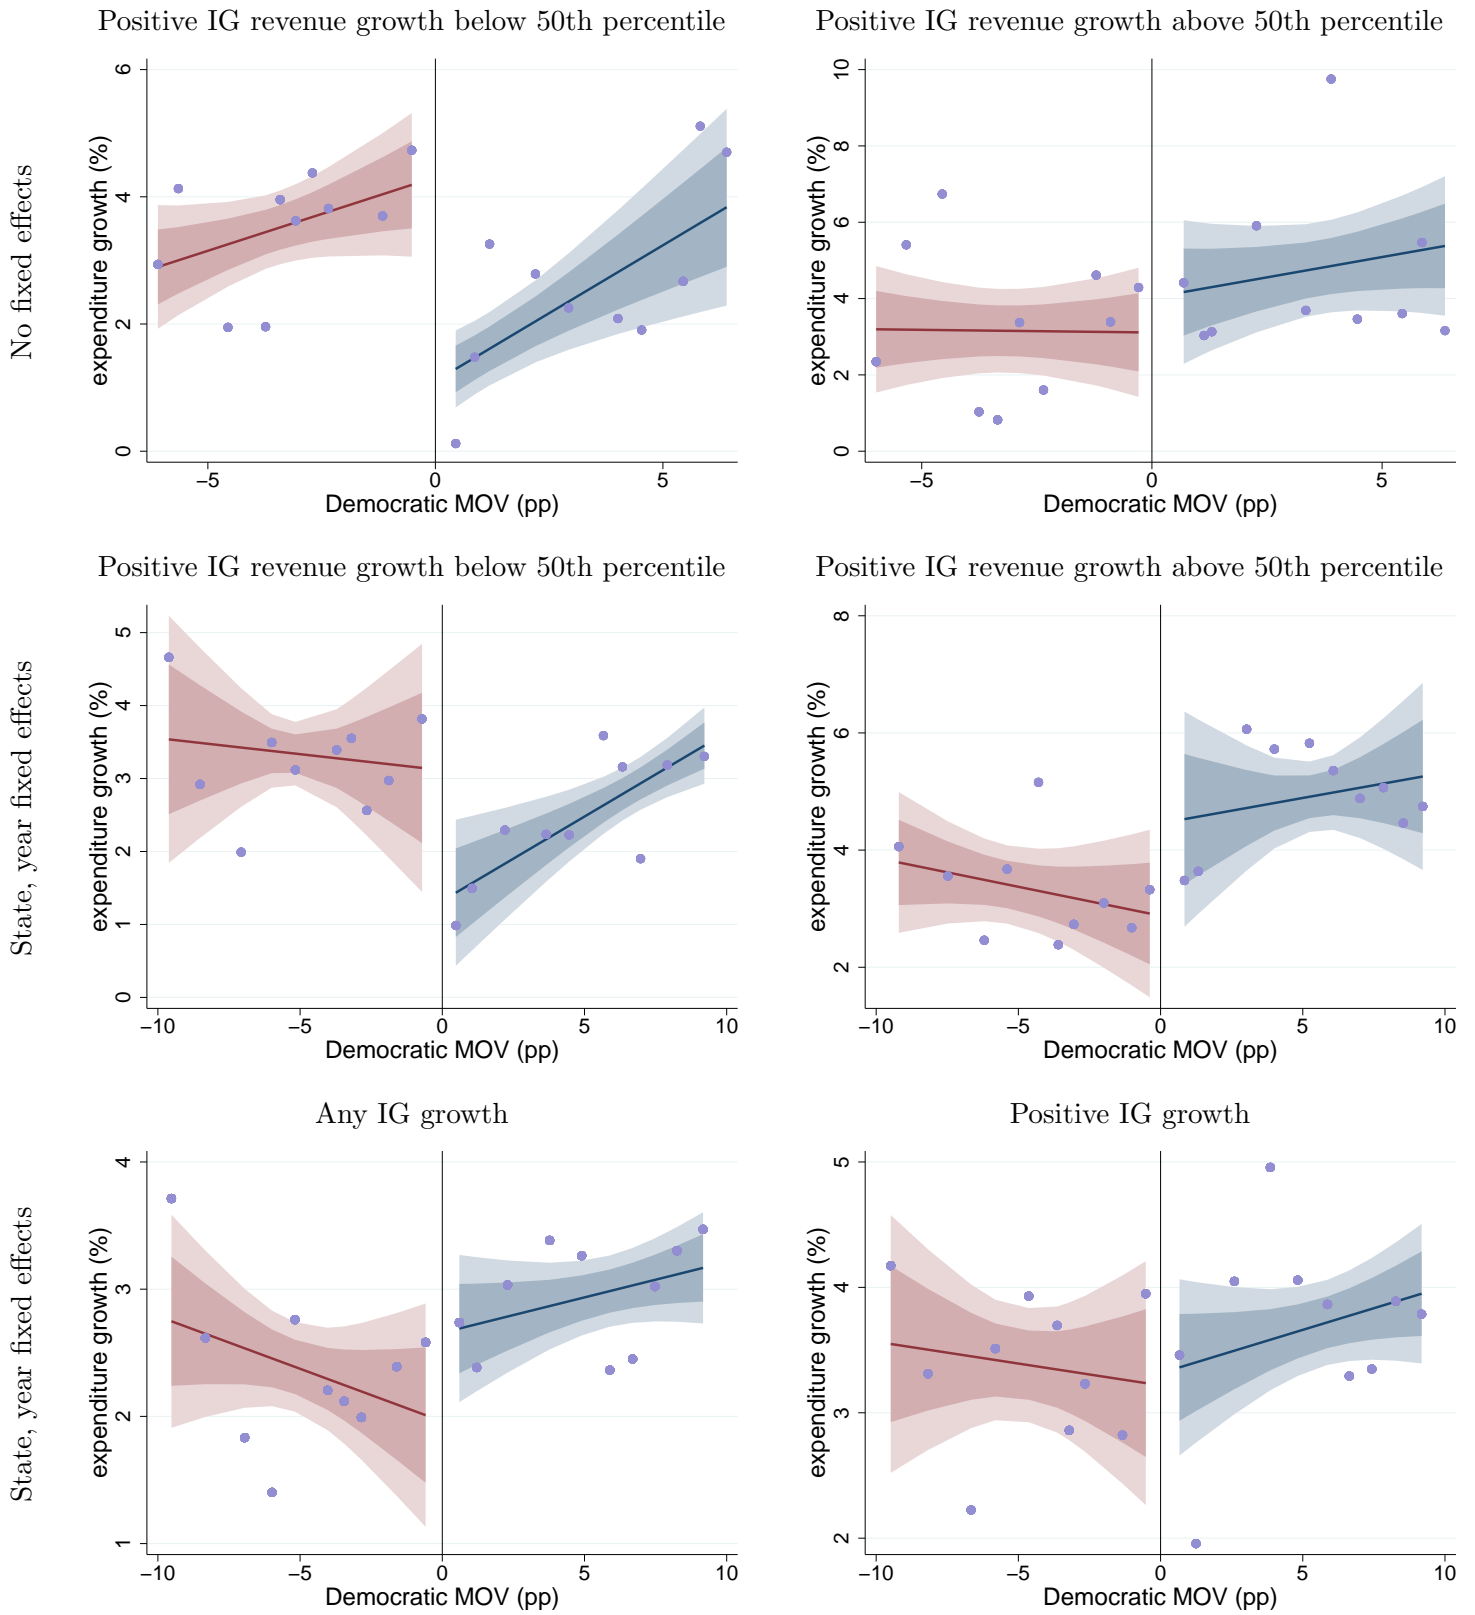 Positive IG revenue growth below 50th percentile
Positive IG revenue growth above 50th percentile
No fixed effects
expenditure growth (%)
6
4
2
0
−5
0
5
Democratic MOV (pp)
expenditure growth (%)
10
8
6
4
2
0
−5
0
5
Democratic MOV (pp)
Positive IG revenue growth below 50th percentile
Positive IG revenue growth above 50th percentile
State, year fixed effects
expenditure growth (%)
5
4
3
2
1
0
−10
−5
0
5
10
Democratic MOV (pp)
expenditure growth (%)
8
6
4
2
−10
−5
0
5
10
Democratic MOV (pp)
Any IG growth
Positive IG growth
State, year fixed effects
expenditure growth (%)
4
3
2
1
−10
−5
0
5
10
Democratic MOV (pp)
expenditure growth (%)
5
4
3
2
−10
−5
0
5
10
Democratic MOV (pp)